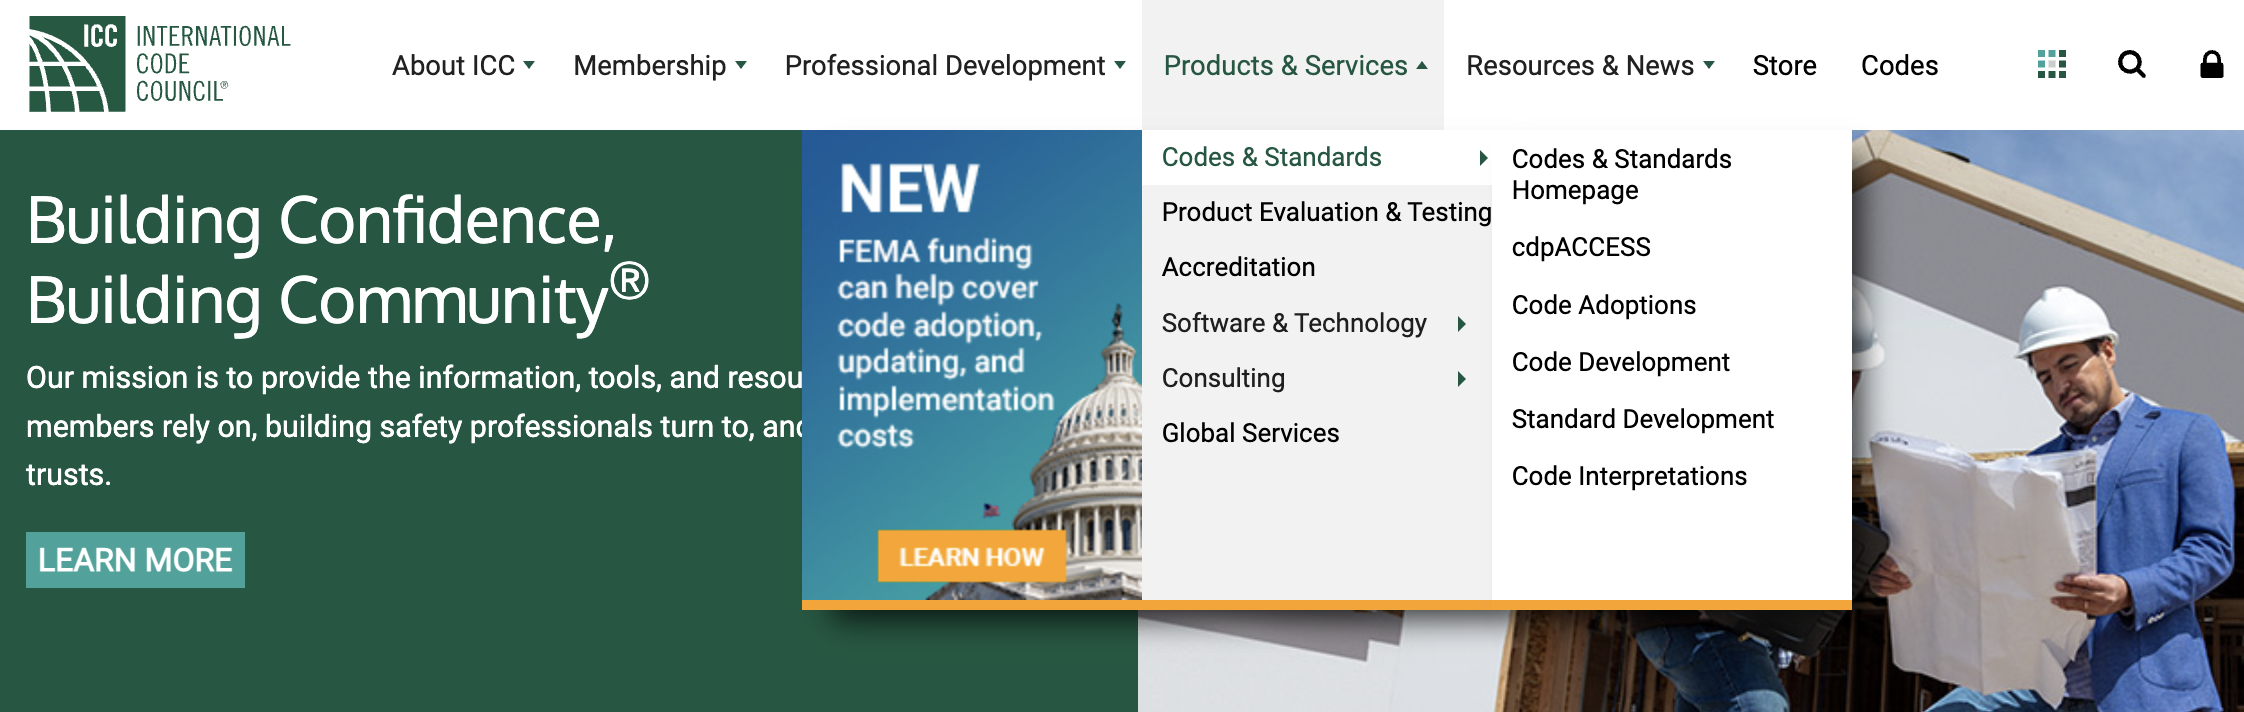 ICC INTERNATIONAL
CODE
COUNCIL®
About ICC
Membership
Professional Development
Products & Services
Resources & News
Store
Codes
Building Confidence,
Building Community®
Our mission is to provide the information, tools, and resou
members rely on, building safety professionals turn to, and
trusts.
LEARN MORE
NEW
FEMA funding
can help cover
code adoption,
updating, and
implementation
costs
LEARN HOW
Codes & Standards
Product Evaluation & Testing
Accreditation
Software & Technology
Consulting
Global Services
Codes & Standards
Homepage
cdpACCESS
Code Adoptions
Code Development
Standard Development
Code Interpretations